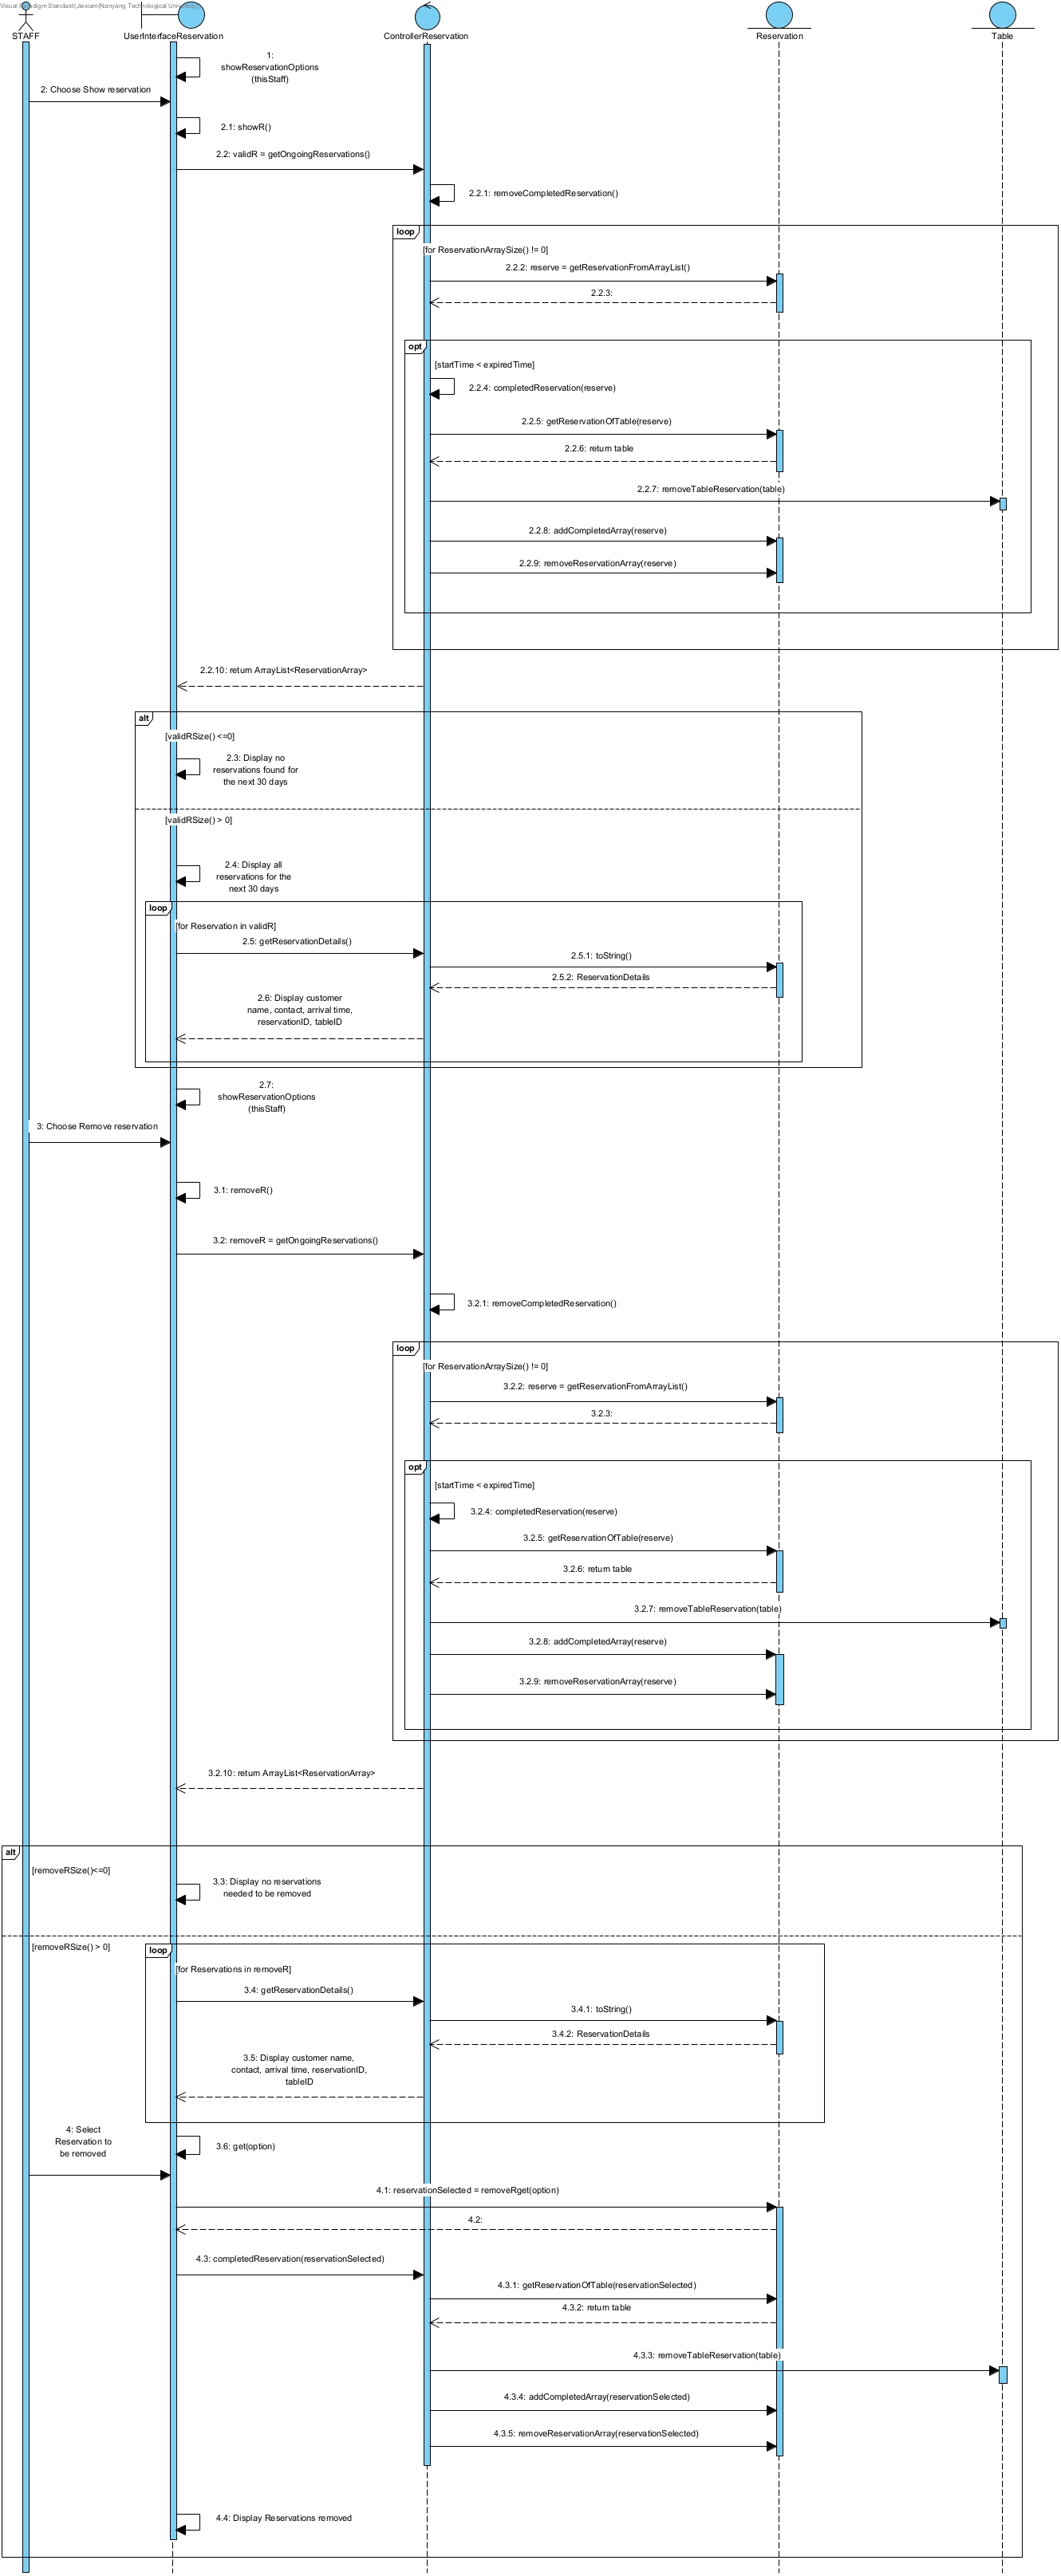 Visual Paradigm Standard(Jiexiam(Nanyang Technological University))
STAFF
UserInterfaceReservation
ControllerReservation
Reservation
Table
1:
showReservationOptions
(thisStaff)
2: Choose Show reservation
2.1: showR()
2.2: validR = getOngoingReservations()
2.2.1: removeCompletedReservation()
loop
[for ReservationArraySize() != 0]
2.2.2: reserve = getReservationFromArrayList()
2.2.3:
opt
[startTime < expiredTime]
2.2.4: completedReservation(reserve)
2.2.5: getReservationOfTable(reserve)
2.2.6: return table
2.2.7: removeTableReservation(table)
2.2.8: addCompletedArray(reserve)
2.2.9: removeReservationArray(reserve)
2.2.10: return ArrayList<ReservationArray>
alt
[validRSize() <=0]
2.3: Display no
reservations found for
the next 30 days
[validRSize() > 0]
2.4: Display all
reservations for the
next 30 days
loop
[for Reservation in validR]
2.5: getReservationDetails()
2.5.1: toString()
2.5.2: ReservationDetails
2.6: Display customer
name, contact, arrival time,
reservationID, tableID
2.7:
showReservationOptions
(thisStaff)
3: Choose Remove reservation
3.1: removeR()
3.2: removeR = getOngoingReservations()
3.2.1: removeCompletedReservation()
loop
[for ReservationArraySize() != 0]
3.2.2: reserve = getReservationFromArrayList()
3.2.3:
opt
[startTime < expiredTime]
3.2.4: completedReservation(reserve)
3.2.5: getReservationOfTable(reserve)
3.2.6: return table
3.2.7: removeTableReservation(table)
3.2.8: addCompletedArray(reserve)
3.2.9: removeReservationArray(reserve)
3.2.10: return ArrayList<ReservationArray>
alt
[removeRSize()<=0]
3.3: Display no reservations
needed to be removed
[removeRSize() > 0]
loop
[for Reservations in removeR]
3.4: getReservationDetails()
3.4.1: toString()
3.4.2: ReservationDetails
3.5: Display customer name,
contact, arrival time, reservationID,
tableID
4: Select
Reservation to
be removed
3.6: get(option)
4.1: reservationSelected = removeRget(option)
4.2:
4.3: completedReservation(reservationSelected)
4.3.1: getReservationOfTable(reservationSelected)
4.3.2: return table
4.3.3: removeTableReservation(table)
4.3.4: addCompletedArray(reservationSelected)
4.3.5: removeReservationArray(reservationSelected)
4.4: Display Reservations removed